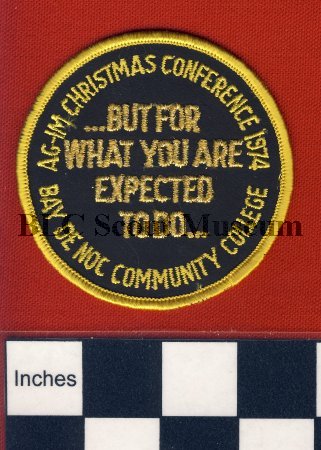 AG-IM CHRISTMAS CONFERENCE 1974
...BUT FOR
WHAT YOU ARE
EXPECTED
TO DO...
BAY DE NOC COMMUNITY COLLEGE
Inches